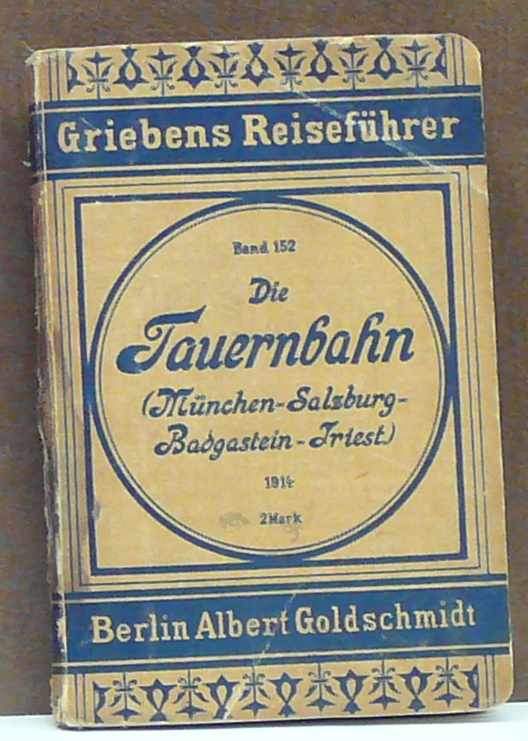 Griebens Reiseführer
Band 152
Die
Tauernbahn
(München-Salzburg-
Badgastein-Triest)
1914
2 Mark
Berlin Albert Goldschmidt